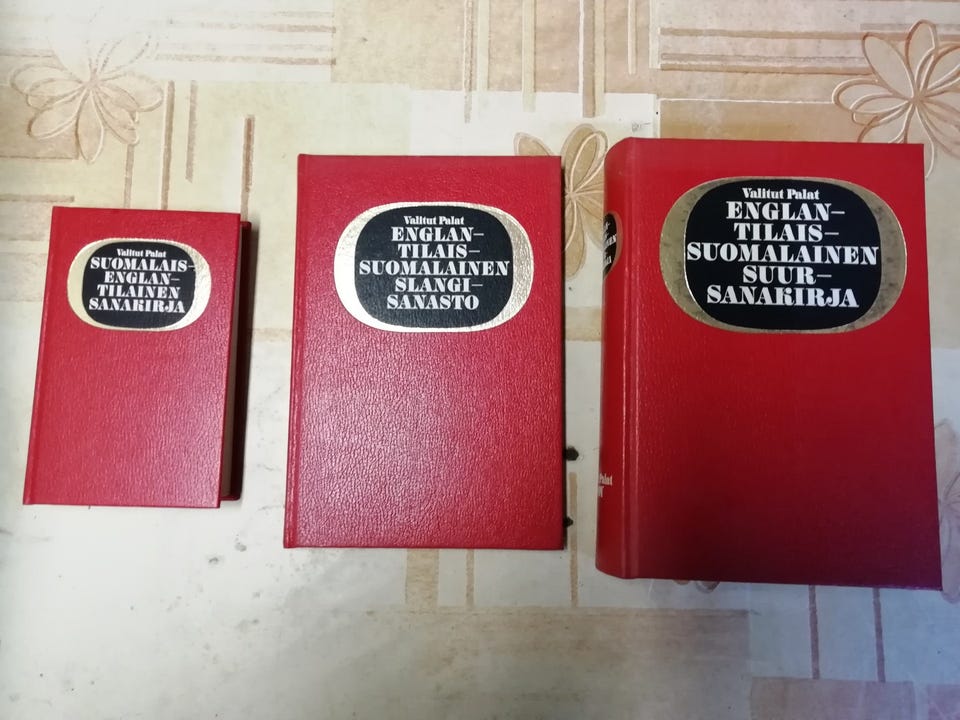 Valitut Palat
SUOMALAIS-
ENGLAN-
TILAINEN
SANAKIRJA
Valitut Palat
ENGLAN-
TILAIS-
SUOMALAINEN
SLANGI-
SANASTO
Valitut Palat
ENGLAN-
TILAIS-
SUOMALAINEN
SUUR-
SANAKIRJA
Palat